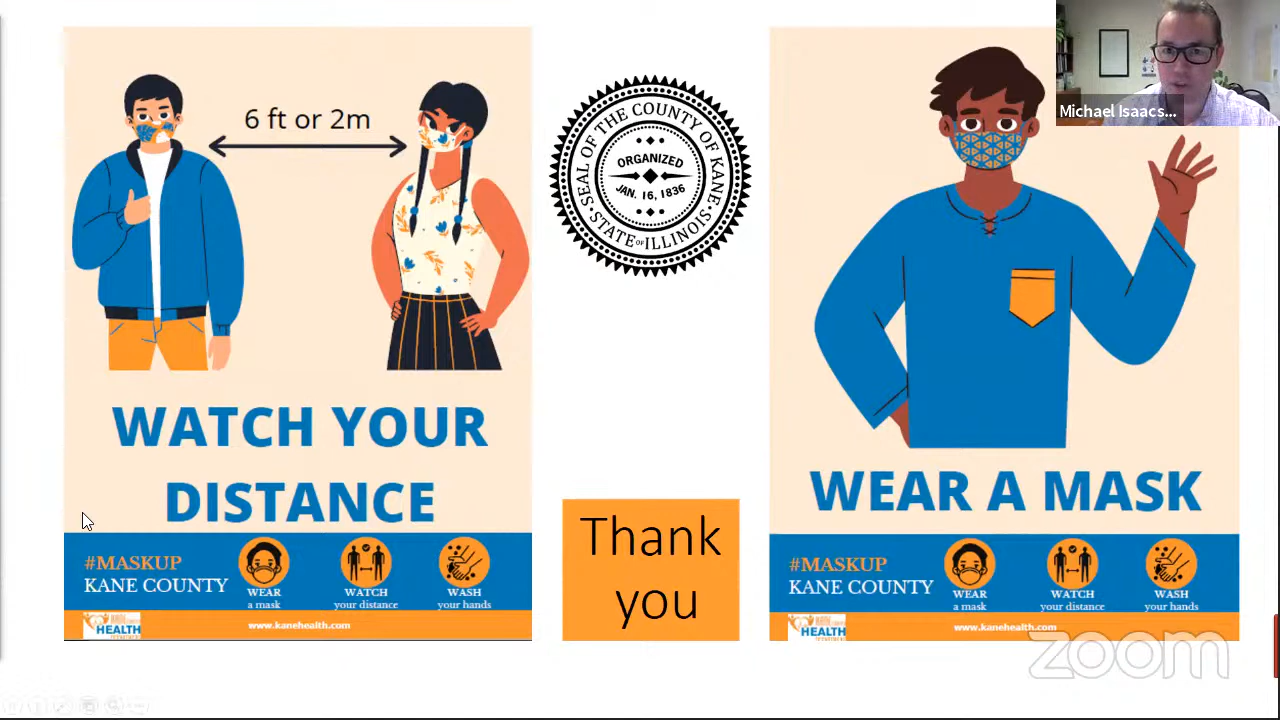 6 ft or 2m
WATCH YOUR
DISTANCE
#MASKUP
KANE COUNTY
WEAR
a mask
WATCH
your distance
WASH
your hands
HEALTH
www.kanehealth.com
SEAL OF THE COUNTY OF KANE
STATE OF ILLINOIS
ORGANIZED
JAN. 16, 1836
Thank
you
Michael Isaacs...
WEAR A MASK
#MASKUP
KANE COUNTY
WEAR
a mask
WATCH
your distance
WASH
your hands
HEALTH
www.kanehealth.com
zoom